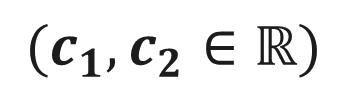 (c₁, c₂ ∈ ℝ)